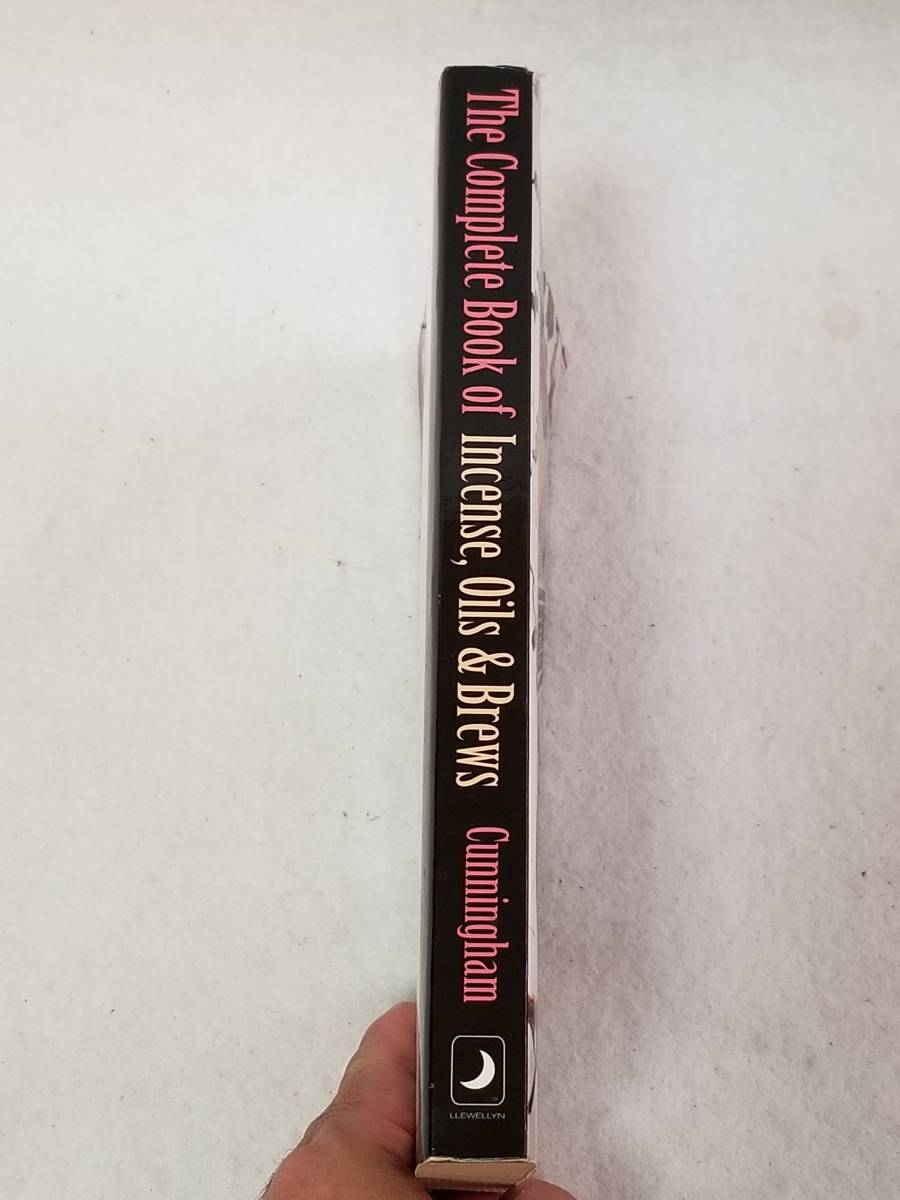 The Complete Book of Incense, Oils & Brews Cunningham
LLEWELLYN